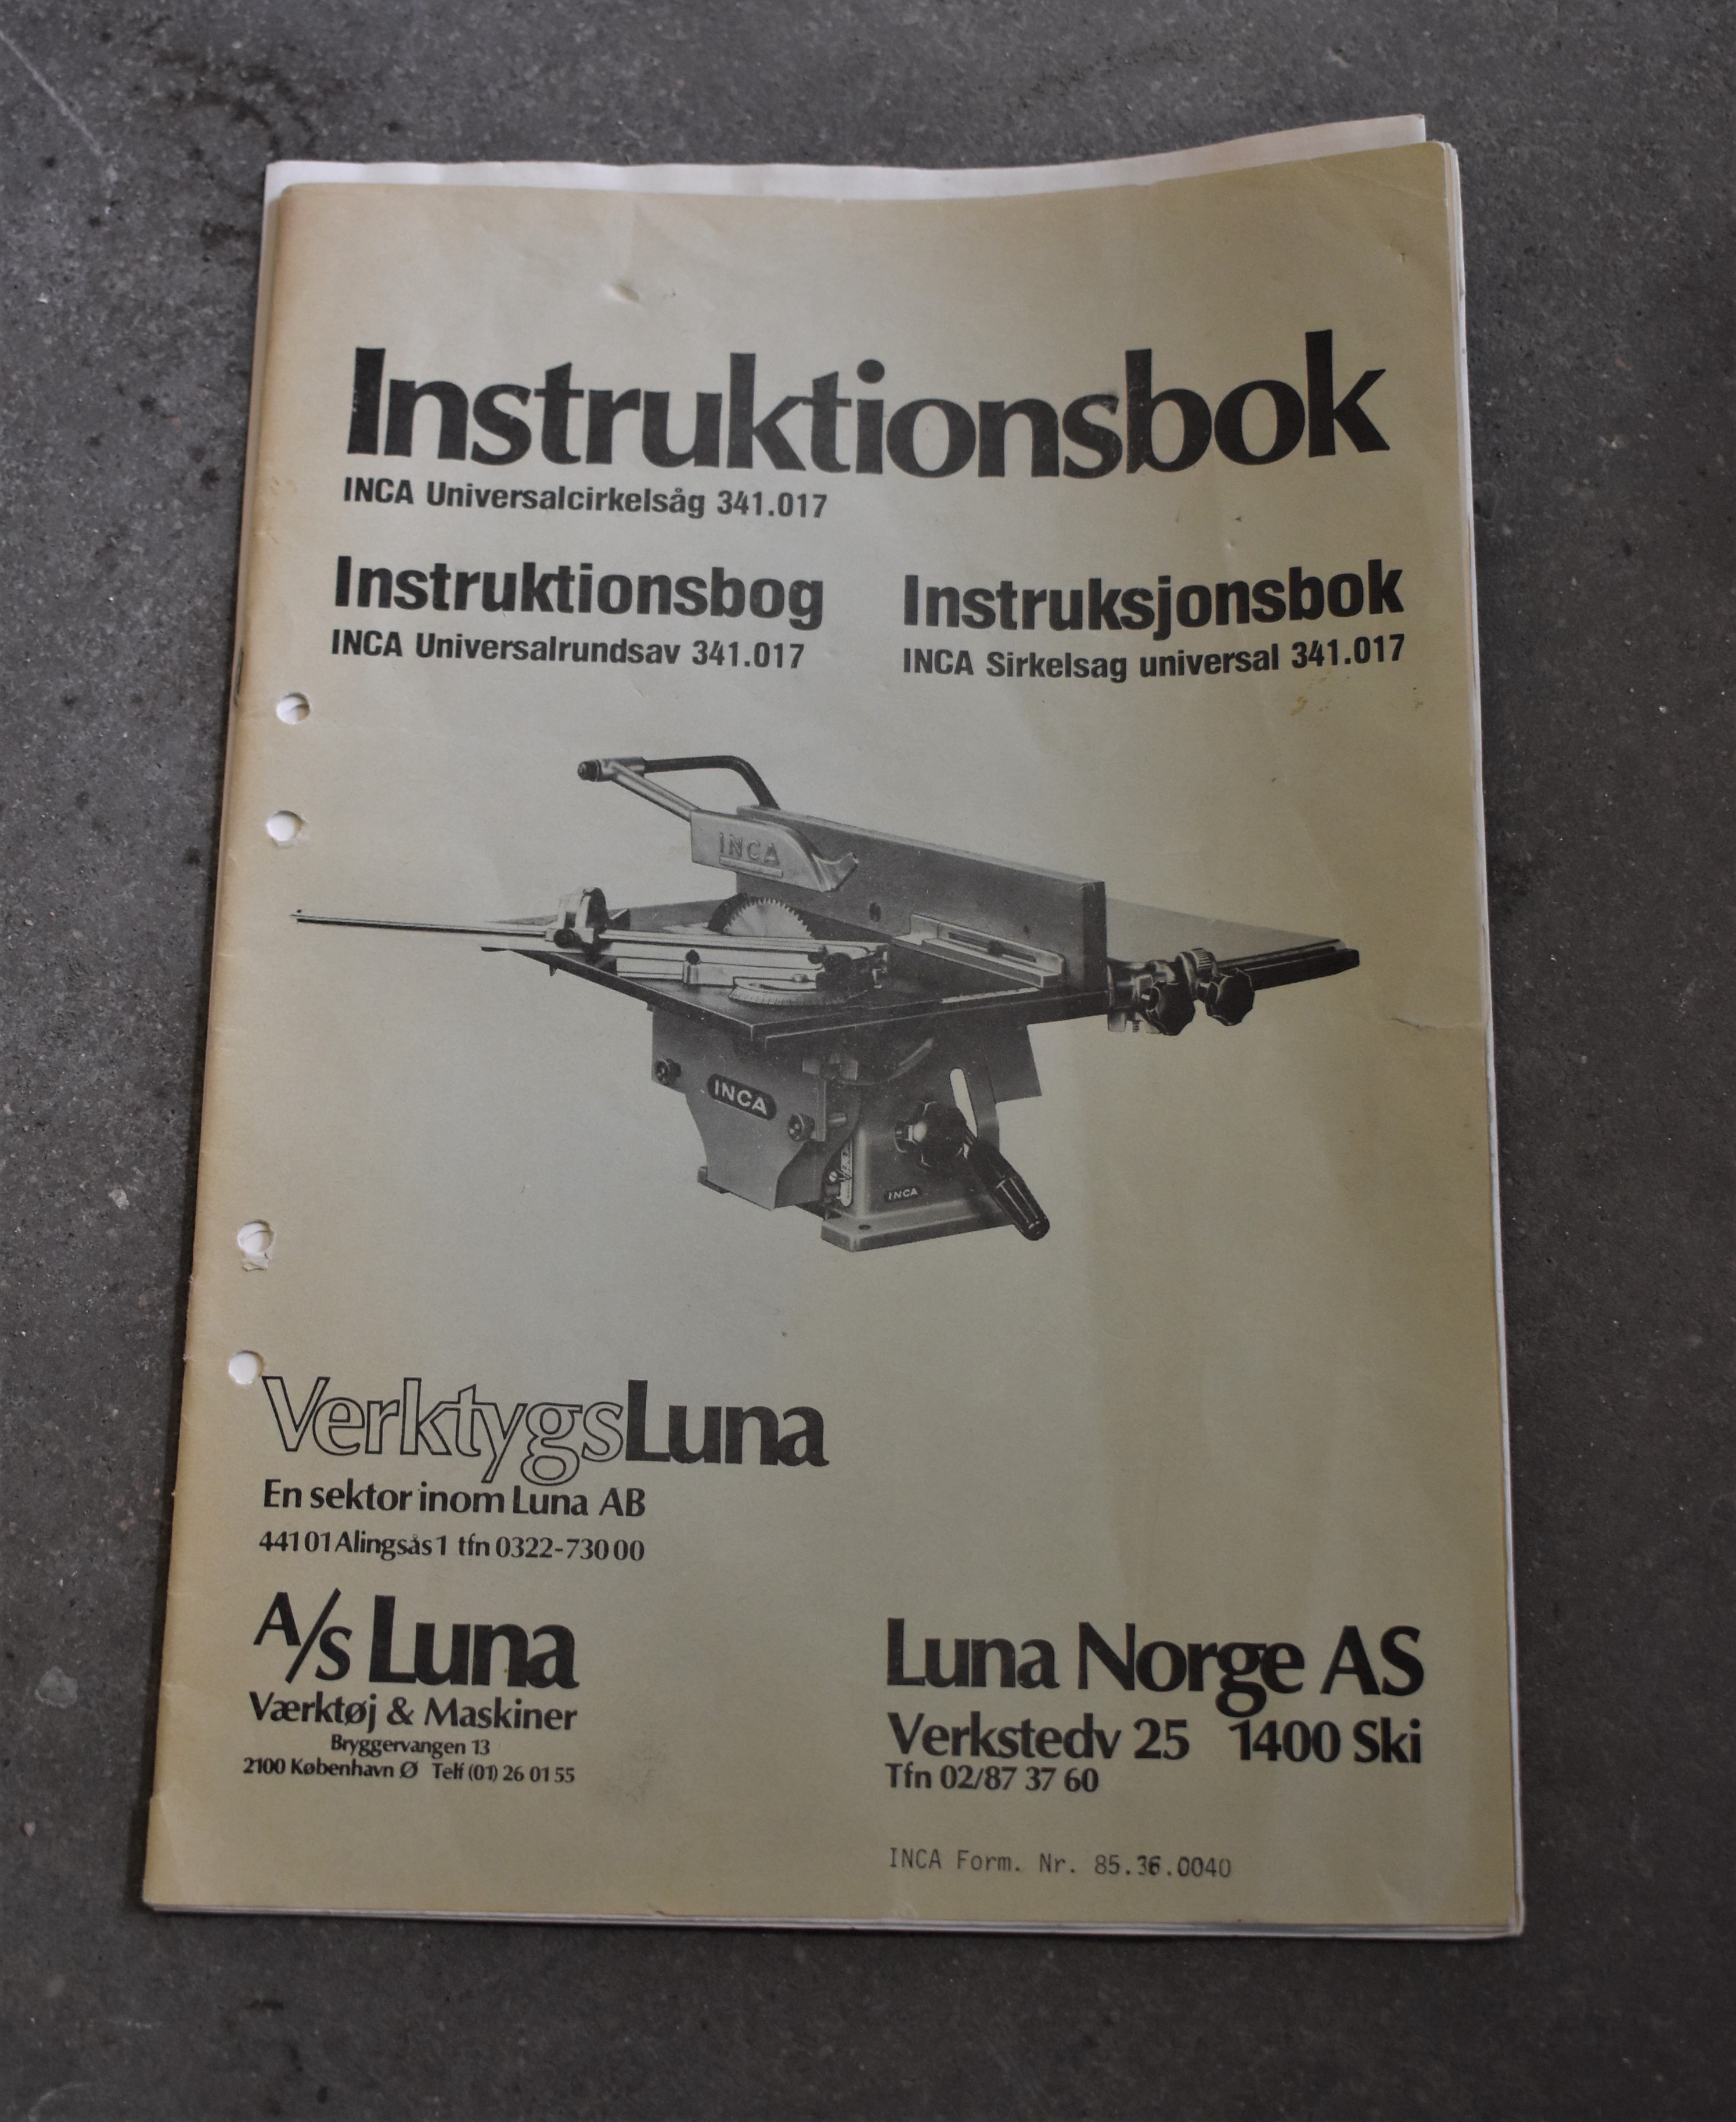 Instruktionsbok
INCA Universalcirkelsåg 341.017
Instruktionsbog
INCA Universalrundsav 341.017
Instruksjonsbok
INCA Sirkelsag universal 341.017
INCA
INCA
INCA
VerktygsLuna
En sektor inom Luna AB
441 01 Alingsås 1 tfn 0322-730 00
A/s Luna
Værktøj & Maskiner
Bryggervangen 13
2100 København Ø Telf (01) 26 01 55
Luna Norge AS
Verkstedv 25 1400 Ski
Tfn 02/87 37 60
INCA Form. Nr. 85.36.0040